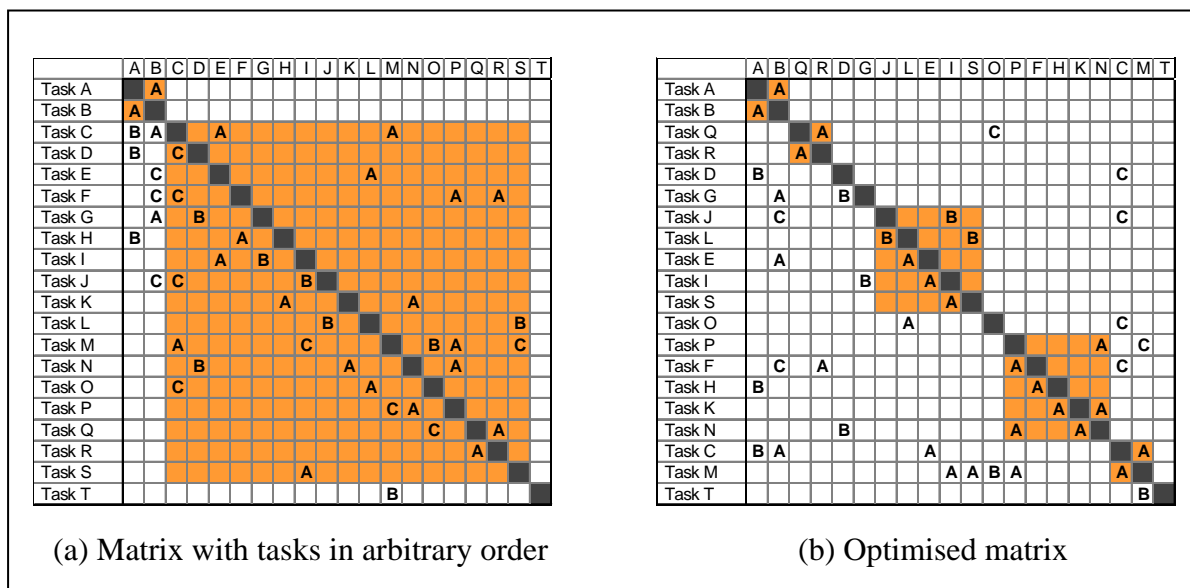 A B C D E F G H I J K L M N O P Q R S T
Task A A
Task B A
Task C B A A A
Task D B C
Task E C A
Task F C C A A
Task G A B
Task H B A
Task I A B
Task J C C B
Task K A A
Task L B B
Task M A C B A C
Task N B A A
Task O C A
Task P C A
Task Q C A
Task R A
Task S A
Task T B
(a) Matrix with tasks in arbitrary order
A B Q R D G J L E I S O P F H K N C M T
Task A A
Task B A
Task Q A C
Task R A
Task D B C
Task G A B
Task J C B C
Task L B B
Task E A A
Task I B A
Task S A
Task O A C
Task P A C
Task F C A A C
Task H B A
Task K A A
Task N B A A
Task C B A A A
Task M A A B A A
Task T B
(b) Optimised matrix